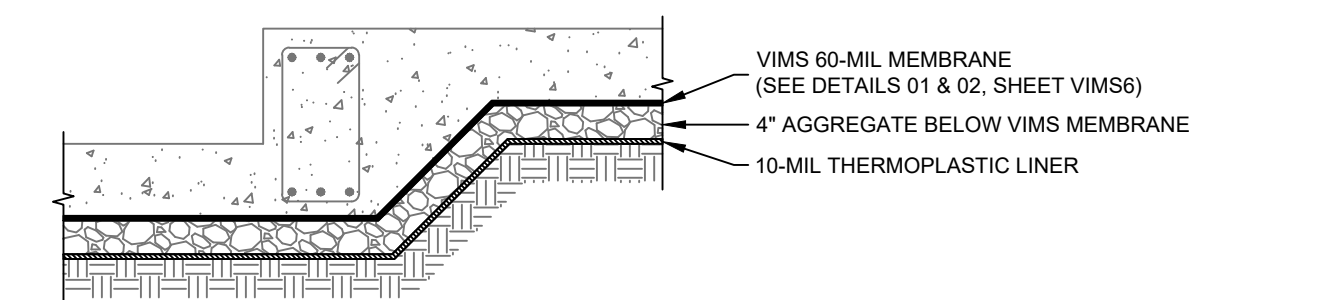 VIMS 60-MIL MEMBRANE
(SEE DETAILS 01 & 02, SHEET VIMS6)
4" AGGREGATE BELOW VIMS MEMBRANE
10-MIL THERMOPLASTIC LINER